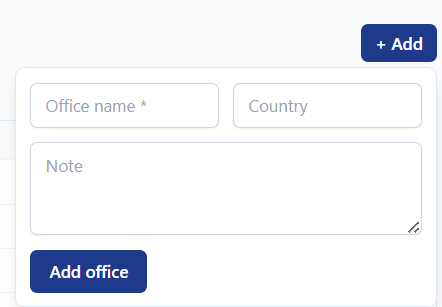 + Add
Office name * Country
Note
Add office